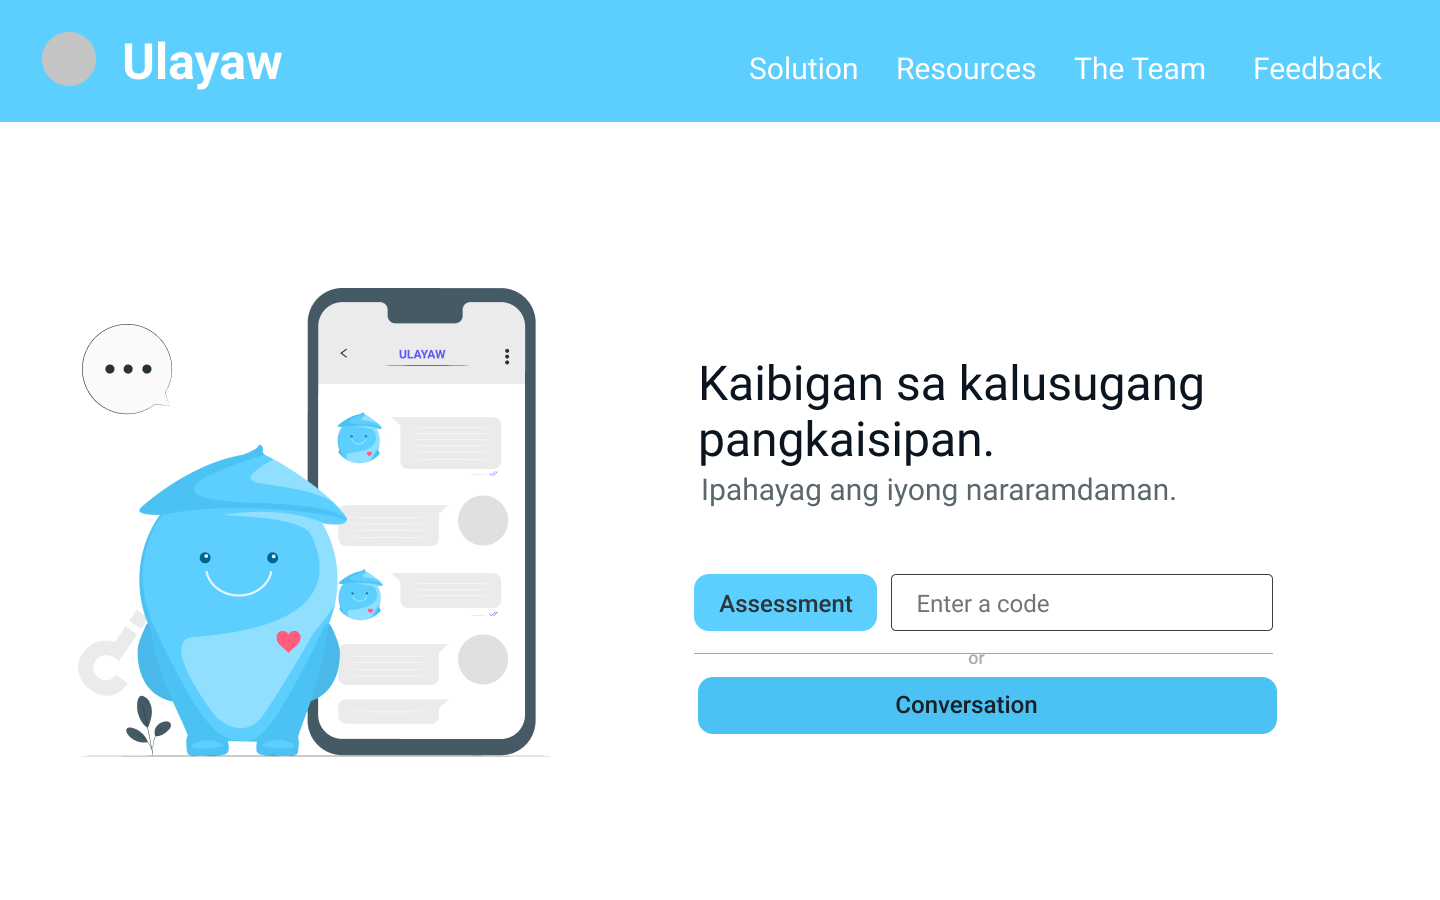 Ulayaw
Solution
Resources
The Team
Feedback
ULAYAW
Kaibigan sa kalusugang
pangkaisipan.
Ipahayag ang iyong nararamdaman.
Assessment
Enter a code
or
Conversation